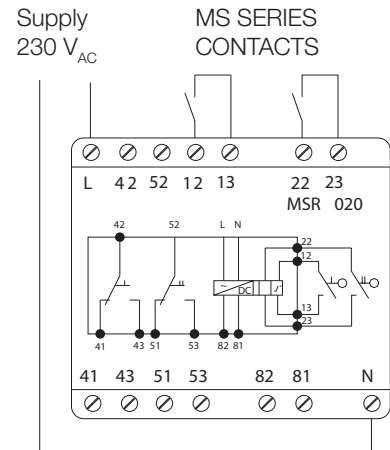 Supply MS SERIES
230 VAC CONTACTS
L 42 52 12 13 22 23
MSR 020
42 52 L N 22
12
DC
13
23
41 43 51 53 82 81
41 43 51 53 82 81 N